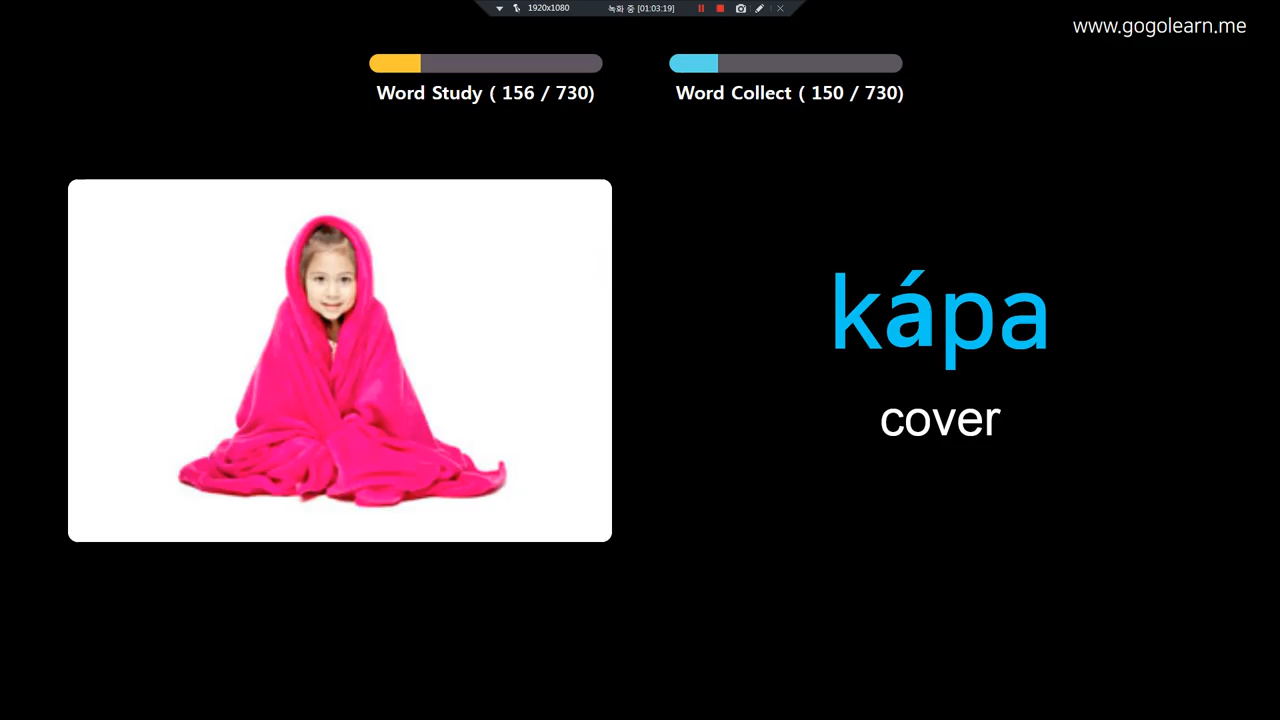 1920x1080 녹화 중 [01:03:19]
www.gogolearn.me
Word Study ( 156 / 730) Word Collect ( 150 / 730)
kápa
cover